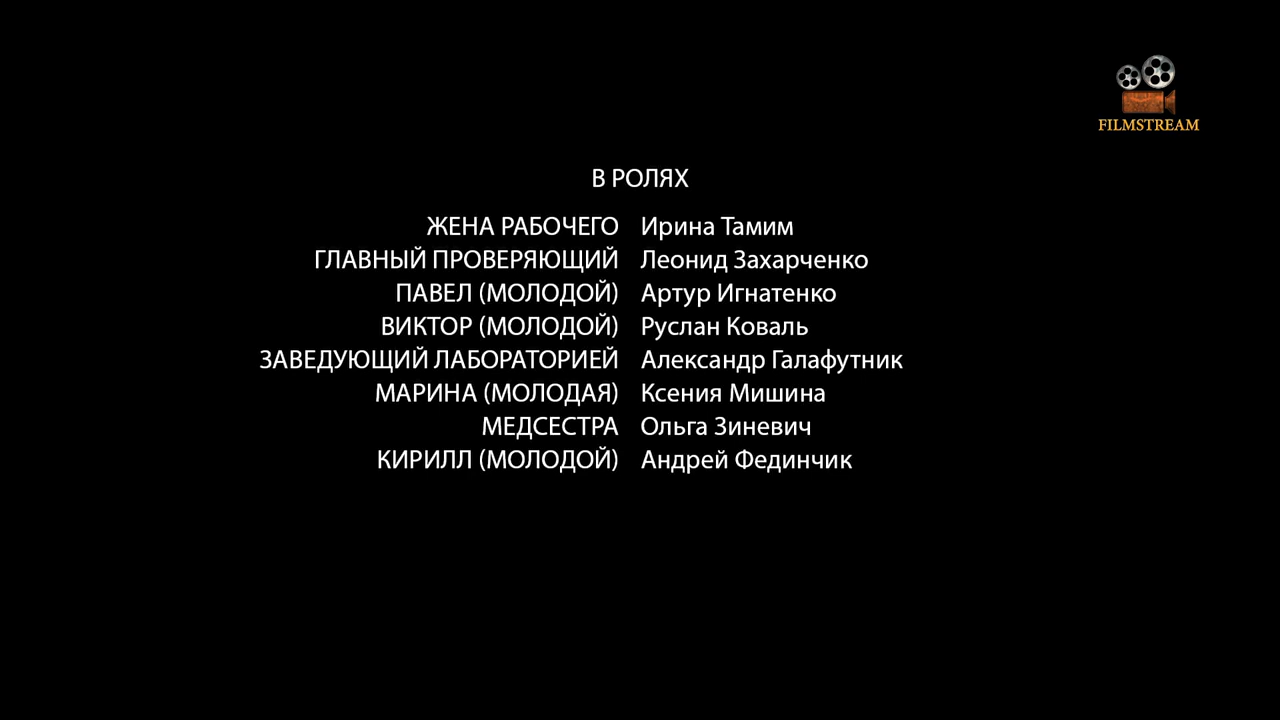 FILMSTREAM
В РОЛЯХ
ЖЕНА РАБОЧЕГО Ирина Тамим
ГЛАВНЫЙ ПРОВЕРЯЮЩИЙ Леонид Захарченко
ПАВЕЛ (МОЛОДОЙ) Артур Игнатенко
ВИКТОР (МОЛОДОЙ) Руслан Коваль
ЗАВЕДУЮЩИЙ ЛАБОРАТОРИЕЙ Александр Галафутник
МАРИНА (МОЛОДАЯ) Ксения Мишина
МЕДСЕСТРА Ольга Зиневич
КИРИЛЛ (МОЛОДОЙ) Андрей Фединчик